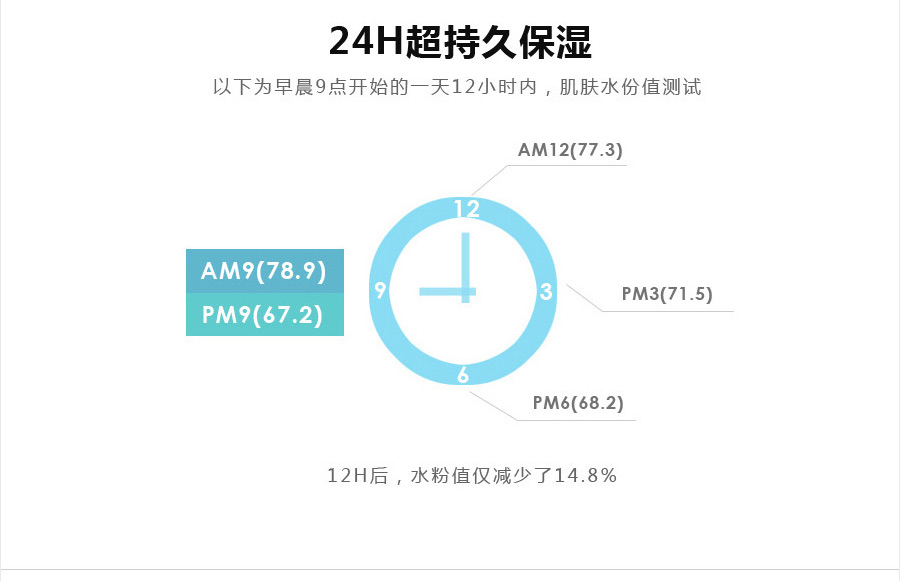 24H超持久保湿
以下为早晨9点开始的一天12小时内，肌肤水份值测试
AM12(77.3)
12
AM9(78.9)
9
3
PM3(71.5)
PM9(67.2)
6
PM6(68.2)
12H后，水粉值仅减少了14.8%